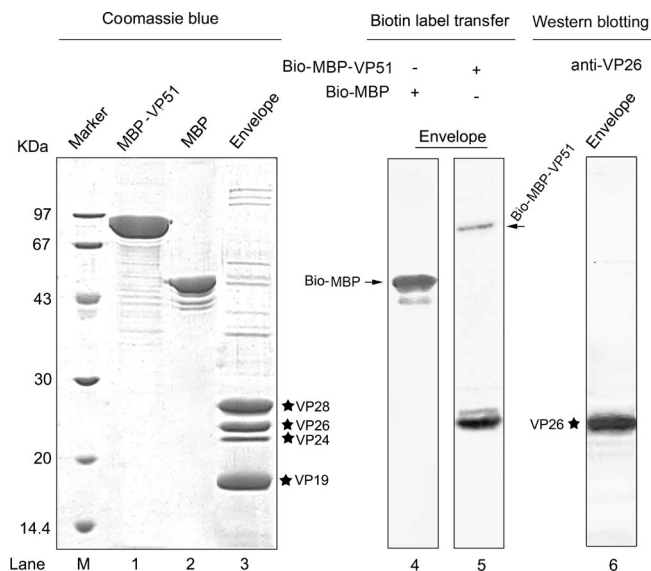 Coomassie blue
Biotin label transfer
Western blotting
Bio-MBP-VP51 - +
anti-VP26
Bio-MBP + -
Marker
MBP-VP51
MBP
Envelope
Envelope
Envelope
KDa
97
67
43
30
20
14.4
Bio-MBP-VP51
Bio-MBP
★VP28
★VP26
★VP24
★VP19
VP26★
Lane M 1 2 3 4 5 6